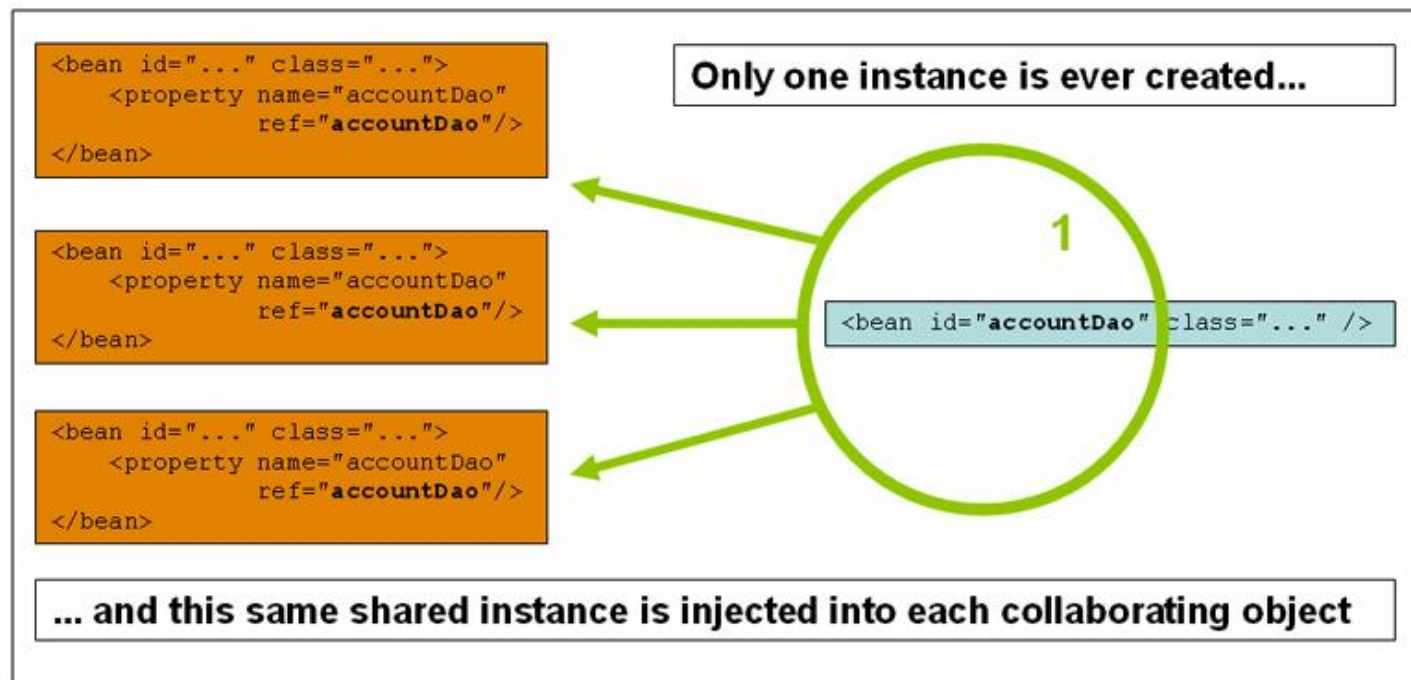 <bean id="..." class="...">
<property name="accountDao"
ref="accountDao"/>
</bean>
Only one instance is ever created...
1
<bean id="..." class="...">
<property name="accountDao"
ref="accountDao"/>
</bean>
<bean id="accountDao" class="..." />
<bean id="..." class="...">
<property name="accountDao"
ref="accountDao"/>
</bean>
... and this same shared instance is injected into each collaborating object